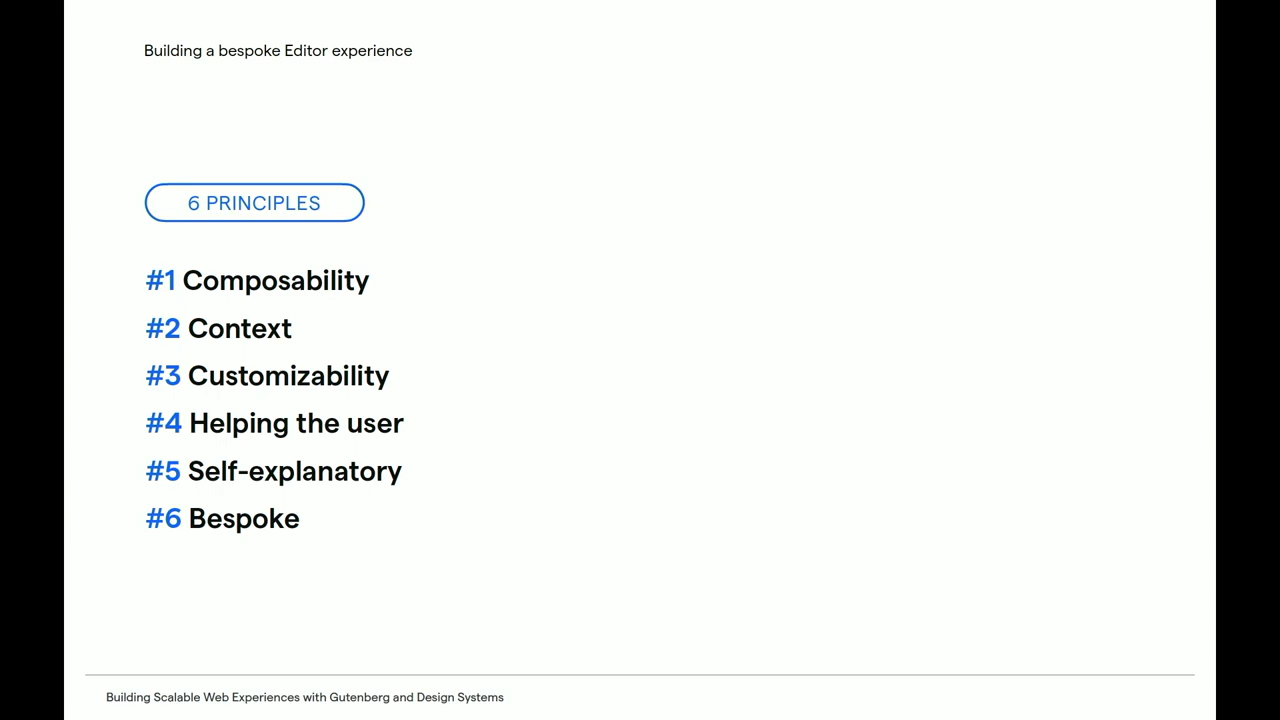 Building a bespoke Editor experience
6 PRINCIPLES
#1 Composability
#2 Context
#3 Customizability
#4 Helping the user
#5 Self-explanatory
#6 Bespoke
Building Scalable Web Experiences with Gutenberg and Design Systems